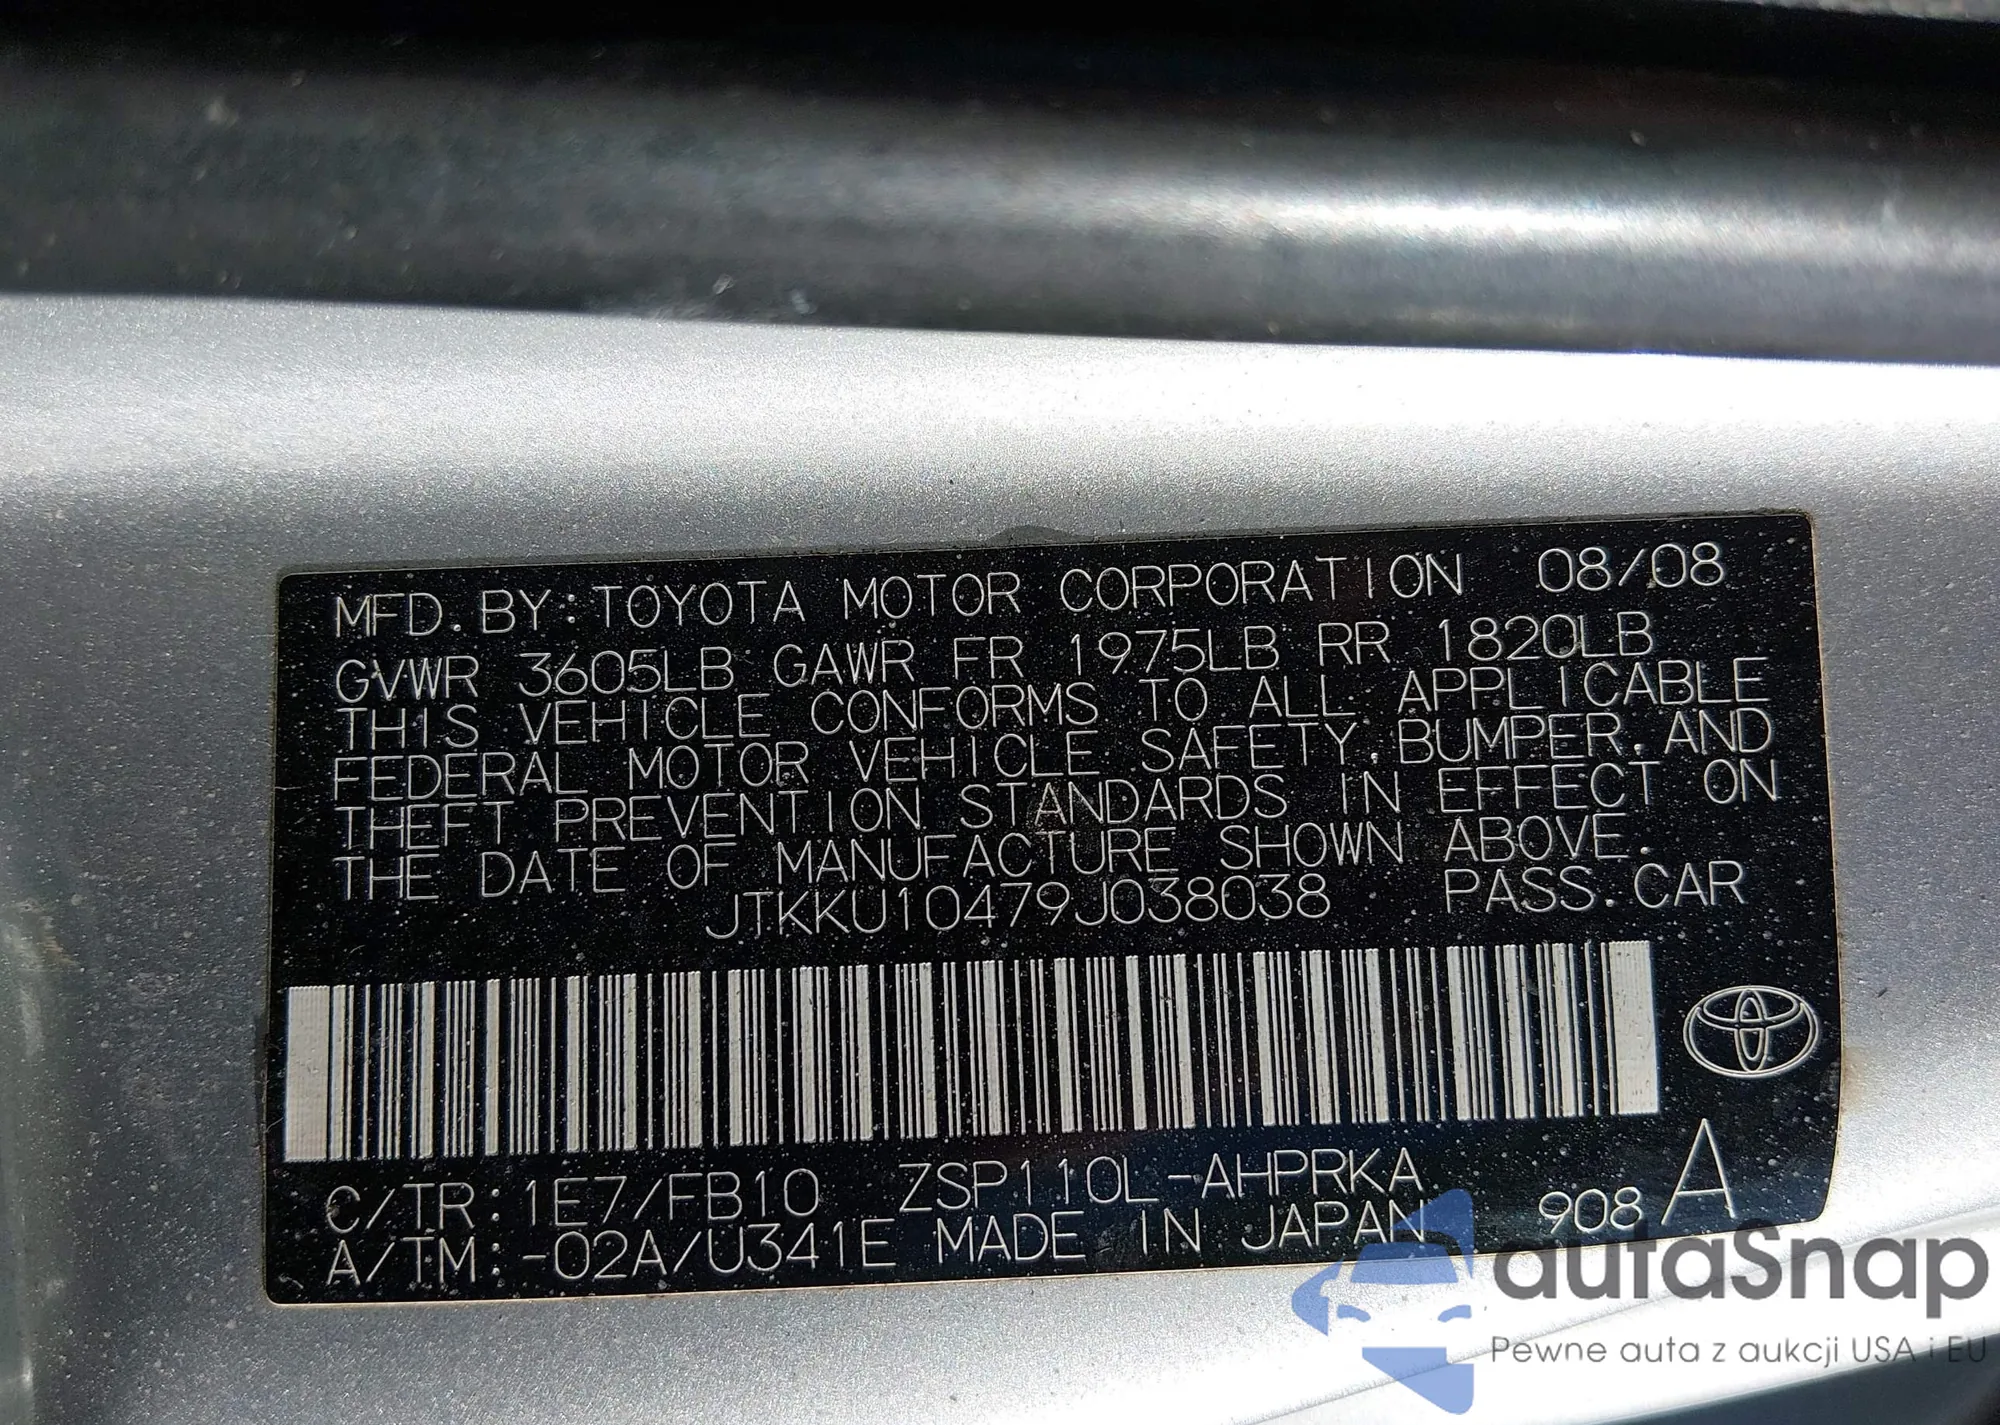 MFD. BY: TOYOTA MOTOR CORPORATION 08/08
GVWR 3605LB GAWR FR 1975LB RR 1820LB
THIS VEHICLE CONFORMS TO ALL APPLICABLE
FEDERAL MOTOR VEHICLE SAFETY, BUMPER, AND
THEFT PREVENTION STANDARDS IN EFFECT ON
THE DATE OF MANUFACTURE SHOWN ABOVE.
JTKKU10479J038038 PASS. CAR
C/TR: 1E7/FB10 ZSP110L-AHPRKA
A/TM: -02A/U341E MADE IN JAPAN 908 A
autaSnap
Pewne auta z aukcji USA i EU